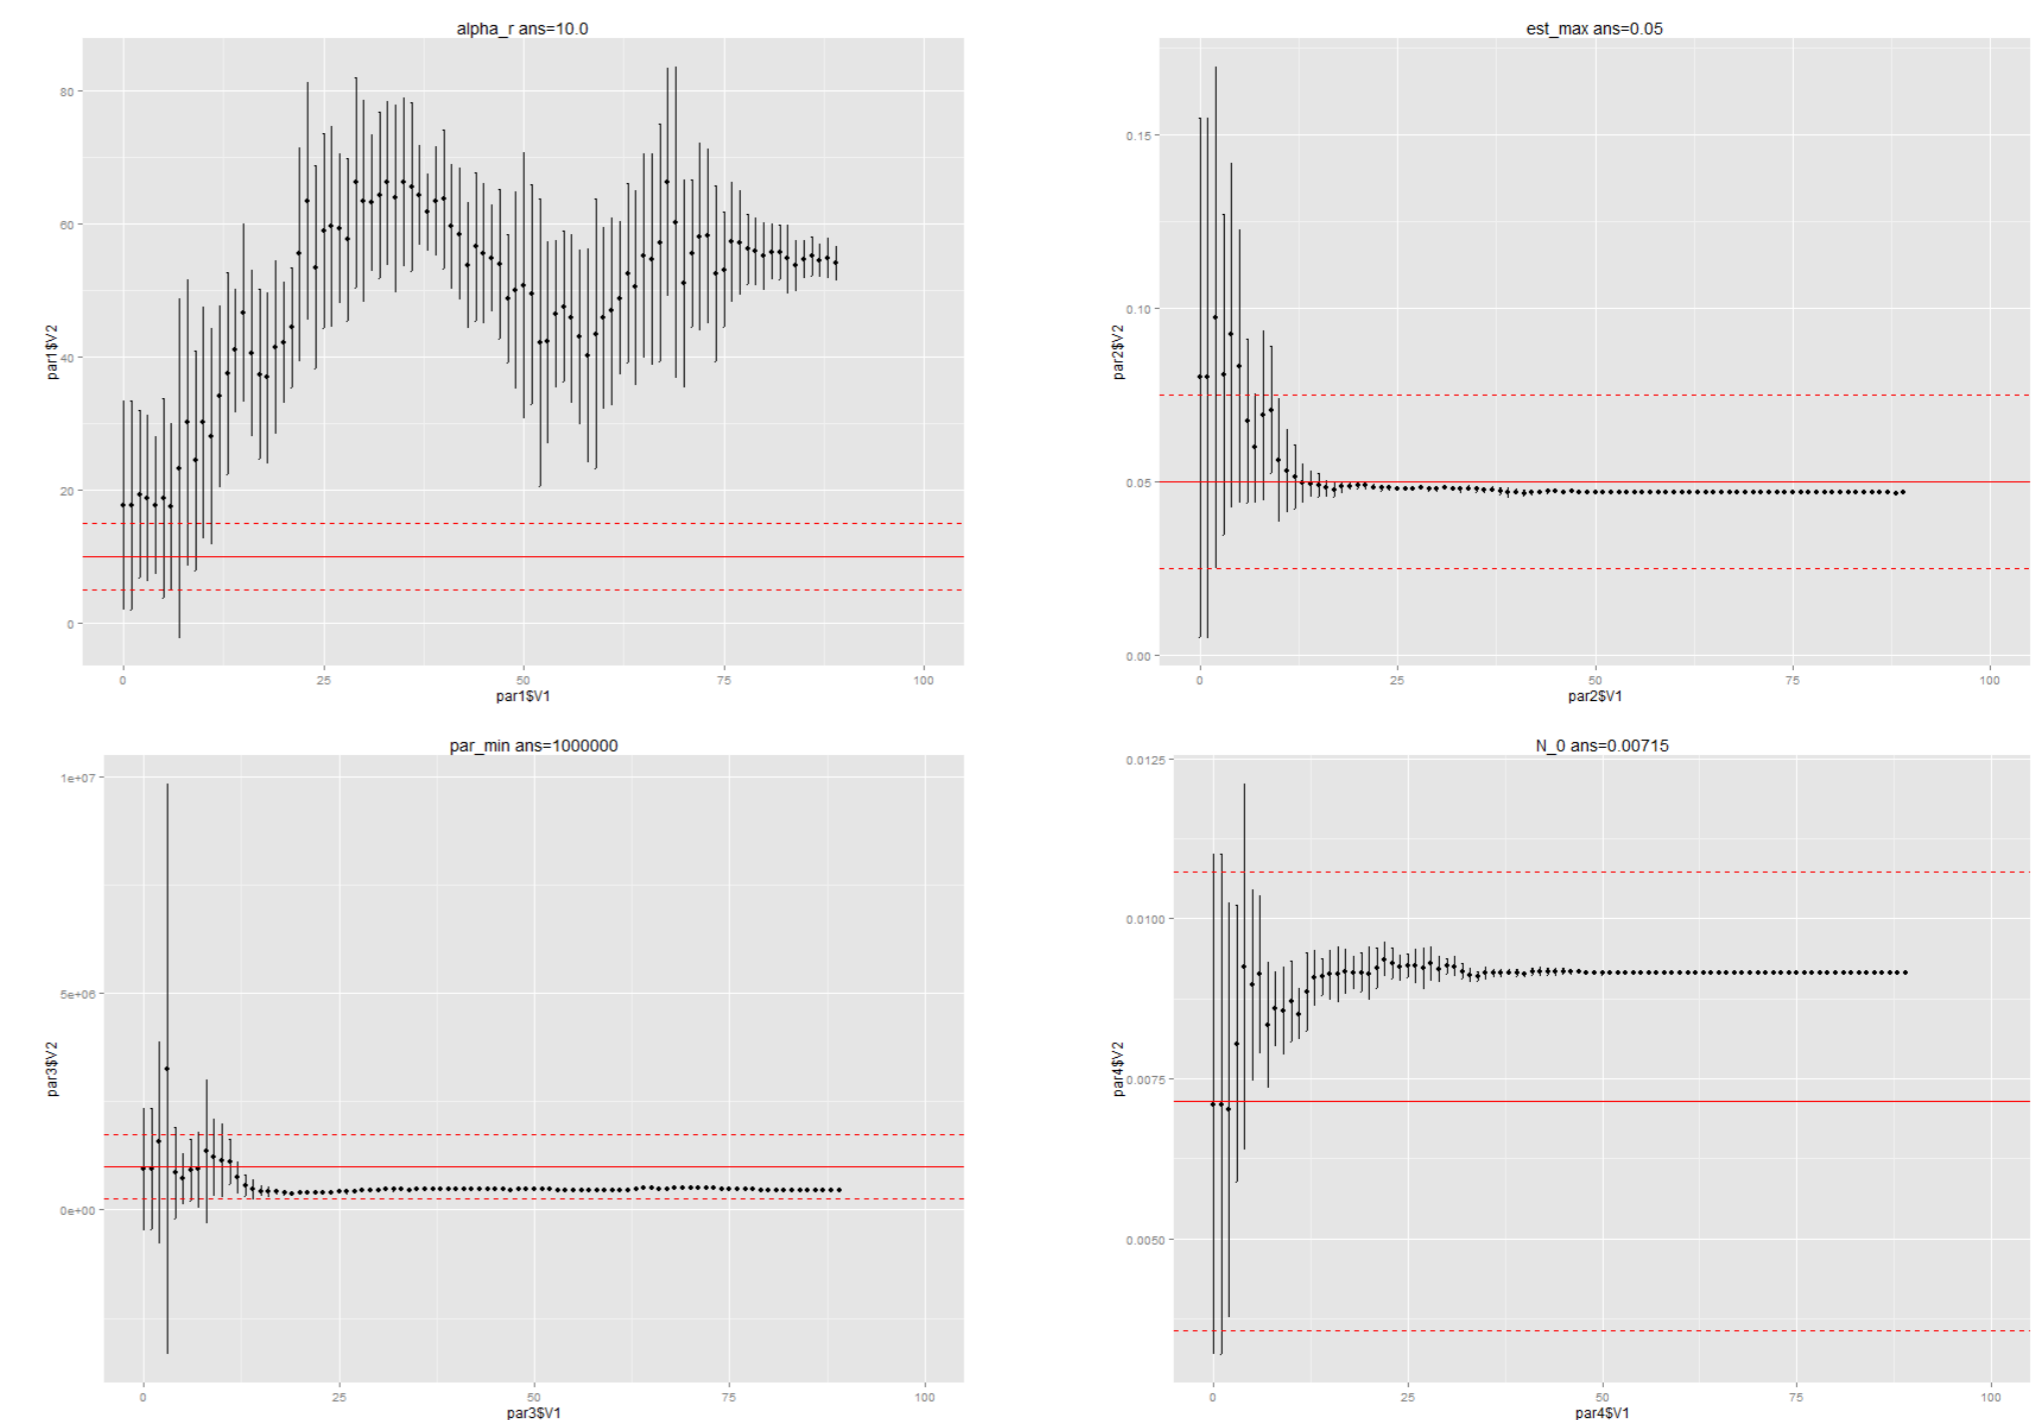 alpha_r ans=10.0
par1$V2
80
60
40
20
0
0 25 50 75 100
par1$V1
est_max ans=0.05
par2$V2
0.15
0.10
0.05
0.00
0 25 50 75 100
par2$V1
par_min ans=1000000
par3$V2
1e+07
5e+06
0e+00
0 25 50 75 100
par3$V1
N_0 ans=0.00715
par4$V2
0.0125
0.0100
0.0075
0.0050
0 25 50 75 100
par4$V1